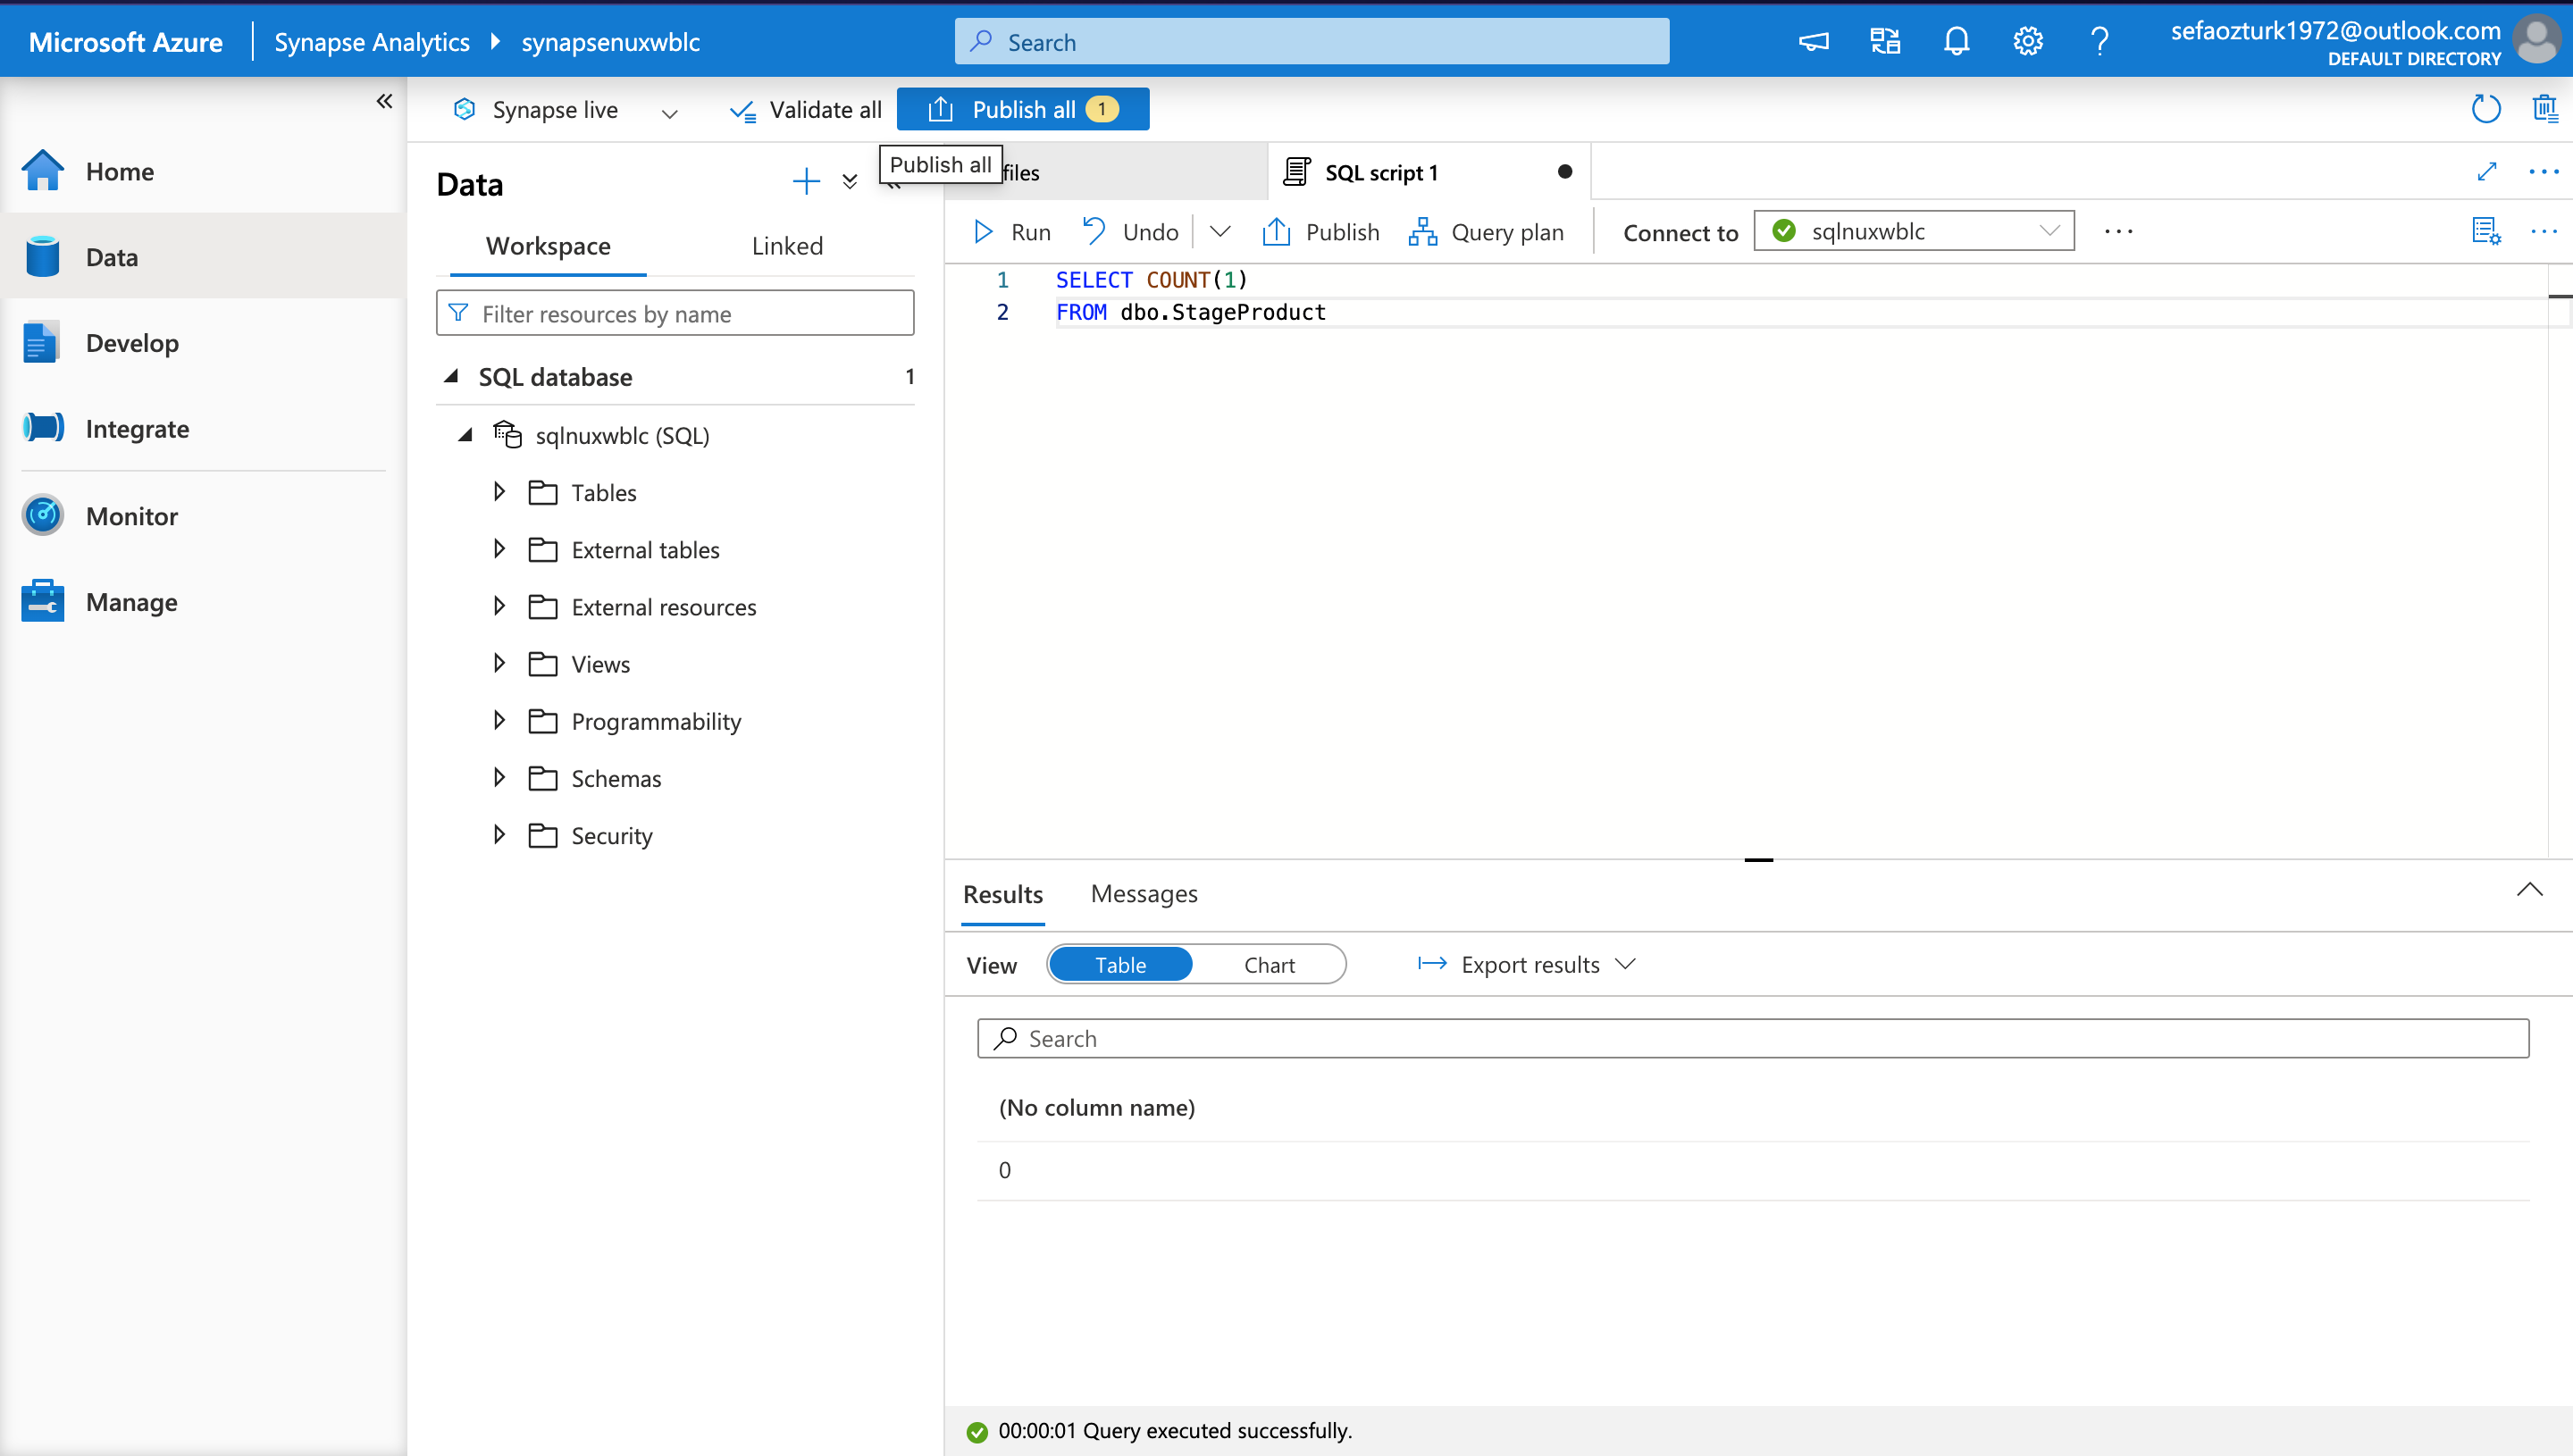 Microsoft Azure
Synapse Analytics
synapsenuxwblc
Search
sefaozturk1972@outlook.com
DEFAULT DIRECTORY
Synapse live
Validate all
Publish all 1
Publish all
Home
Data
Develop
Integrate
Monitor
Manage
Data
Workspace
Linked
Filter resources by name
SQL database 1
sqlnuxwblc (SQL)
Tables
External tables
External resources
Views
Programmability
Schemas
Security
files
SQL script 1
Run
Undo
Publish
Query plan
Connect to
sqlnuxwblc
1 SELECT COUNT(1)
2 FROM dbo.StageProduct
Results
Messages
View
Table
Chart
Export results
Search
(No column name)
0
00:00:01 Query executed successfully.